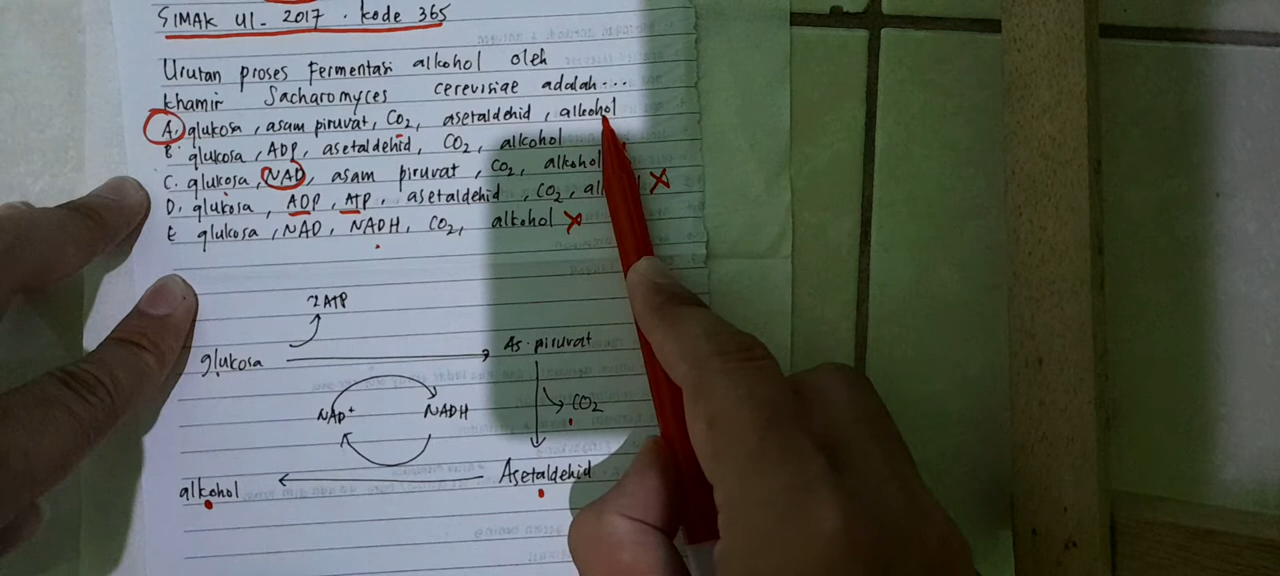 SIMAK UI - 2017 . kode 365
Urutan proses Fermentasi alkohol oleh
khamir Sacharomyces cerevisiae adalah....
A. glukosa, asam piruvat, CO2, asetaldehid, alkohol
B. glukosa, ADP, asetaldehid, CO2, alkohol
C. glukosa, NAD, asam piruvat, CO2, alkohol
D. glukosa, ADP, ATP, asetaldehid, CO2,
E glukosa, NAD, NADH, CO2, alkohol
2 ATP
glukosa
As. piruvat
CO2
NAD+
NADH
Asetaldehid
alkohol